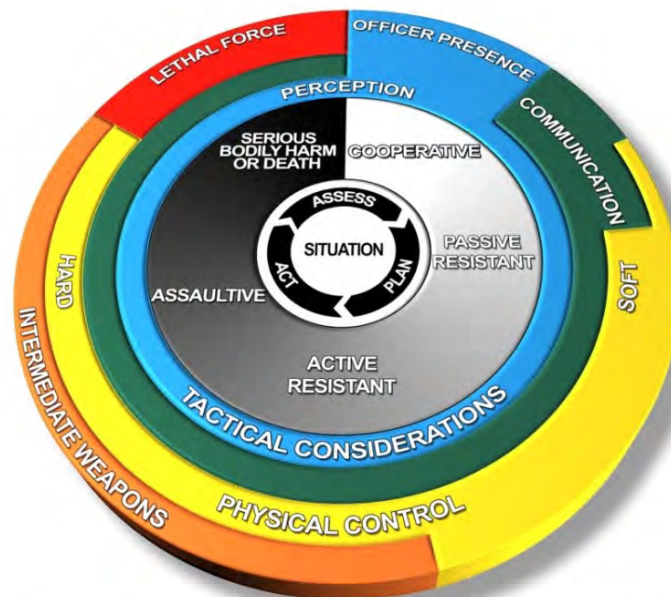 LETHAL FORCE
OFFICER PRESENCE
COMMUNICATION
PERCEPTION
SERIOUS
BODILY HARM
OR DEATH
COOPERATIVE
ASSESS
SITUATION
ACT
PLAN
PASSIVE
RESISTANT
ASSAULTIVE
ACTIVE
RESISTANT
HARD
SOFT
TACTICAL CONSIDERATIONS
PHYSICAL CONTROL
INTERMEDIATE WEAPONS